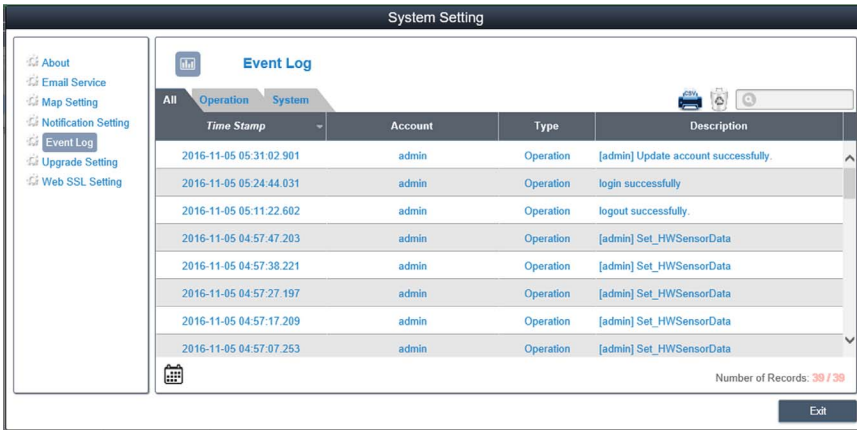 System Setting
About
Email Service
Map Setting
Notification Setting
Event Log
Upgrade Setting
Web SSL Setting
Event Log
All Operation System
CSV
Time Stamp Account Type Description
2016-11-05 05:31:02.901 admin Operation [admin] Update account successfully.
2016-11-05 05:24:44.031 admin Operation login successfully
2016-11-05 05:11:22.602 admin Operation logout successfully.
2016-11-05 04:57:47.203 admin Operation [admin] Set_HWSensorData
2016-11-05 04:57:38.221 admin Operation [admin] Set_HWSensorData
2016-11-05 04:57:27.197 admin Operation [admin] Set_HWSensorData
2016-11-05 04:57:17.209 admin Operation [admin] Set_HWSensorData
2016-11-05 04:57:07.253 admin Operation [admin] Set_HWSensorData
Number of Records: 39 / 39
Exit